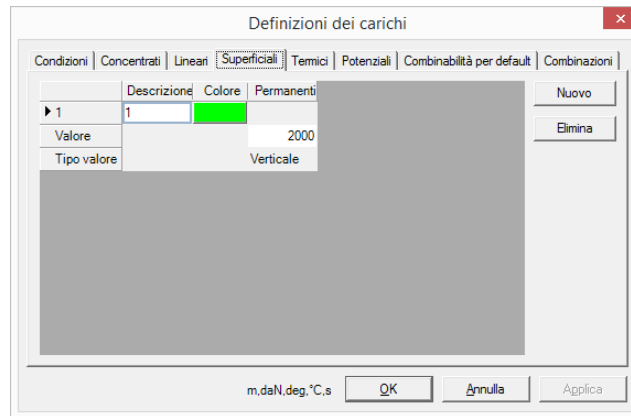 Definizioni dei carichi
Condizioni Concentrati Lineari Superficiali Termici Potenziali Combinabilità per default Combinazioni
Descrizione Colore Permanenti
Nuovo
1 1
Elimina
Valore 2000
Tipo valore Verticale
m,daN,deg,°C,s OK Annulla Applica